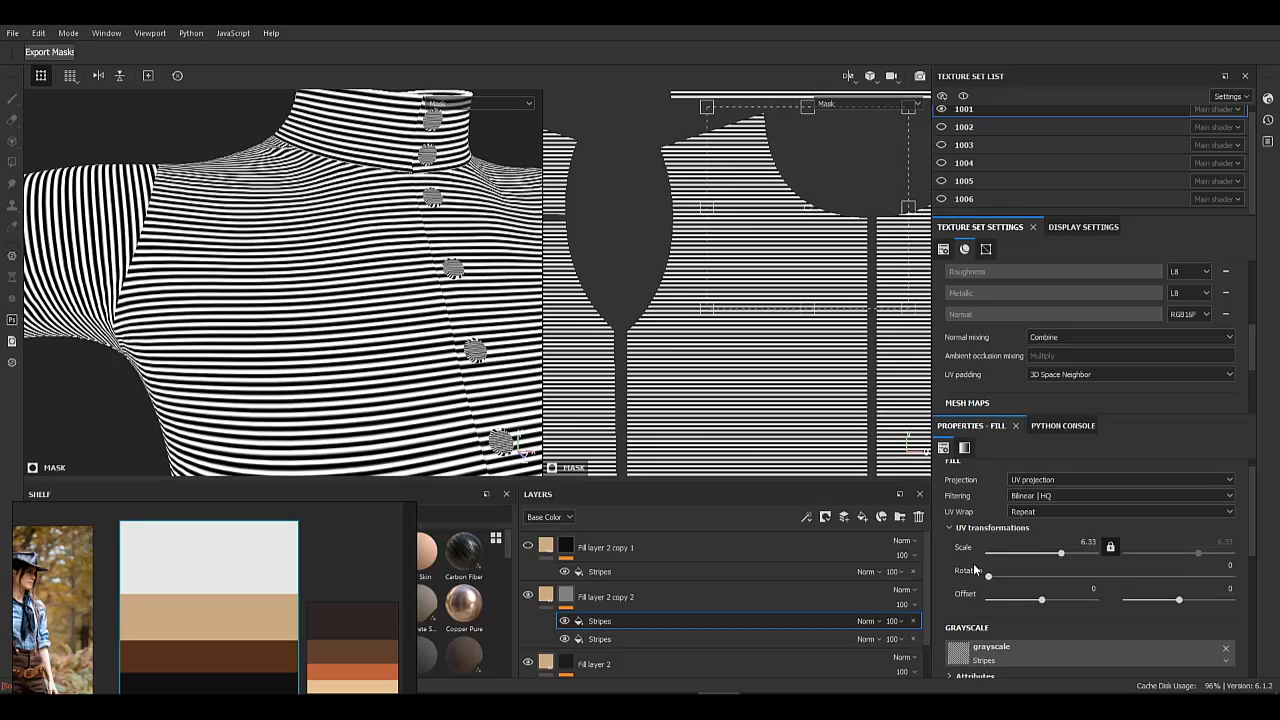 File Edit Mode Window Viewport Python JavaScript Help
Export Masks
Mask
Mask
MASK
MASK
TEXTURE SET LIST
Settings
1001 Main shader
1002 Main shader
1003 Main shader
1004 Main shader
1005 Main shader
1006 Main shader
TEXTURE SET SETTINGS DISPLAY SETTINGS
Roughness L8
Metallic L8
Normal RGB16F
Normal mixing Combine
Ambient occlusion mixing Multiply
UV padding 3D Space Neighbor
MESH MAPS
PROPERTIES - FILL PYTHON CONSOLE
FILL
Projection UV projection
Filtering Bilinear | HQ
UV Wrap Repeat
UV transformations
Scale 6.33 6.33
Rotation 0
Offset 0 0
GRAYSCALE
grayscale
Stripes
Attributes
SHELF
Skin Carbon Fiber
Copper Pure
LAYERS
Base Color
Fill layer 2 copy 1 Norm 100
Stripes Norm 100
Fill layer 2 copy 2 Norm 100
Stripes Norm 100
Stripes Norm 100
Fill layer 2 Norm 100
Cache Disk Usage: 96% | Version: 6.1.2